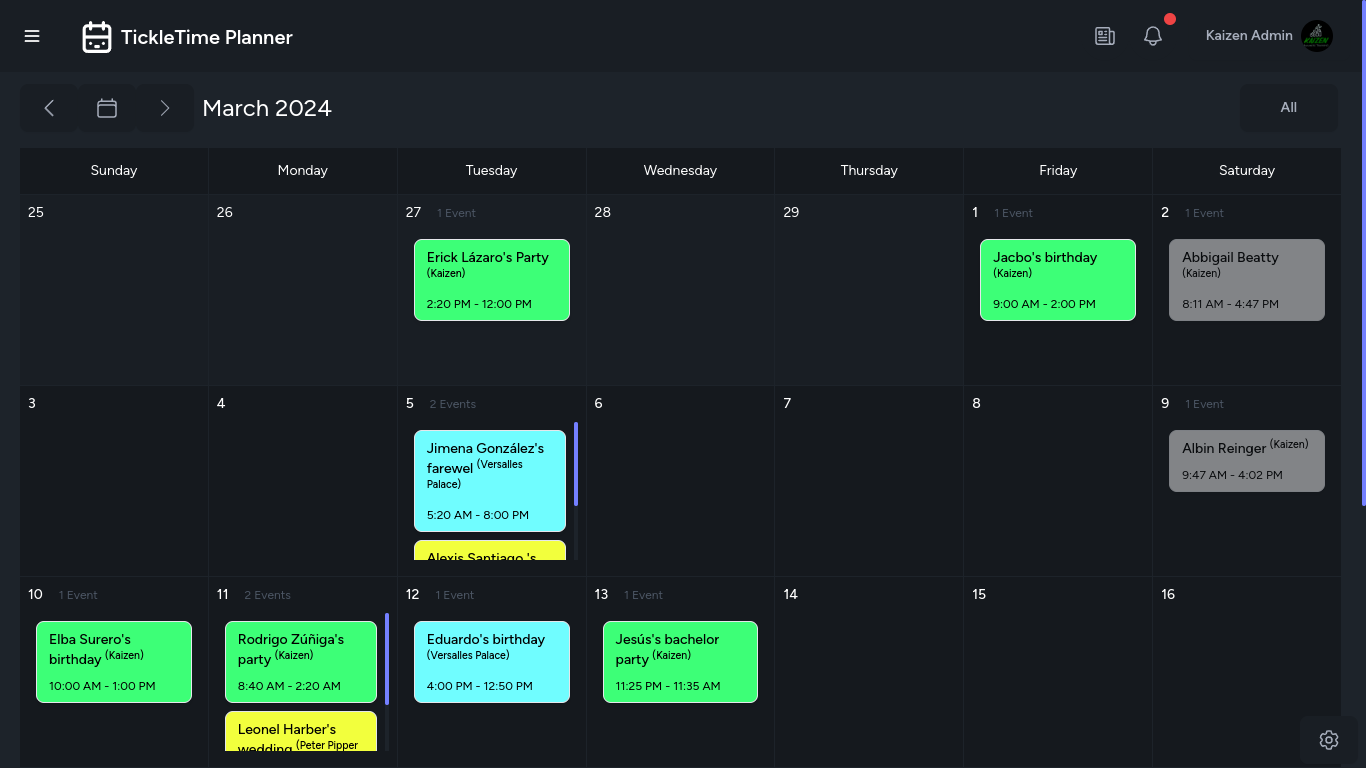 TickleTime Planner
Kaizen Admin
March 2024
All
Sunday Monday Tuesday Wednesday Thursday Friday Saturday
25 26 27 1 Event 28 29 1 1 Event 2 1 Event
Erick Lázaro's Party
(Kaizen)
2:20 PM - 12:00 PM
Jacbo's birthday
(Kaizen)
9:00 AM - 2:00 PM
Abbigail Beatty
(Kaizen)
8:11 AM - 4:47 PM
3 4 5 2 Events 6 7 8 9 1 Event
Jimena González's
farewel (Versalles
Palace)
5:20 AM - 8:00 PM
Alexis Santiago 's
Albin Reinger (Kaizen)
9:47 AM - 4:02 PM
10 1 Event 11 2 Events 12 1 Event 13 1 Event 14 15 16
Elba Surero's
birthday (Kaizen)
10:00 AM - 1:00 PM
Rodrigo Zúñiga's
party (Kaizen)
8:40 AM - 2:20 AM
Leonel Harber's
wedding (Peter Pipper
Eduardo's birthday
(Versalles Palace)
4:00 PM - 12:50 PM
Jesús's bachelor
party (Kaizen)
11:25 PM - 11:35 AM